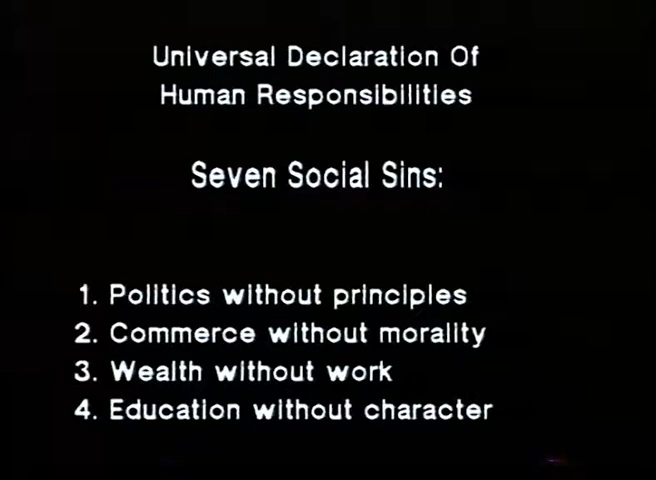 Universal Declaration Of
Human Responsibilities
Seven Social Sins:
1. Politics without principles
2. Commerce without morality
3. Wealth without work
4. Education without character